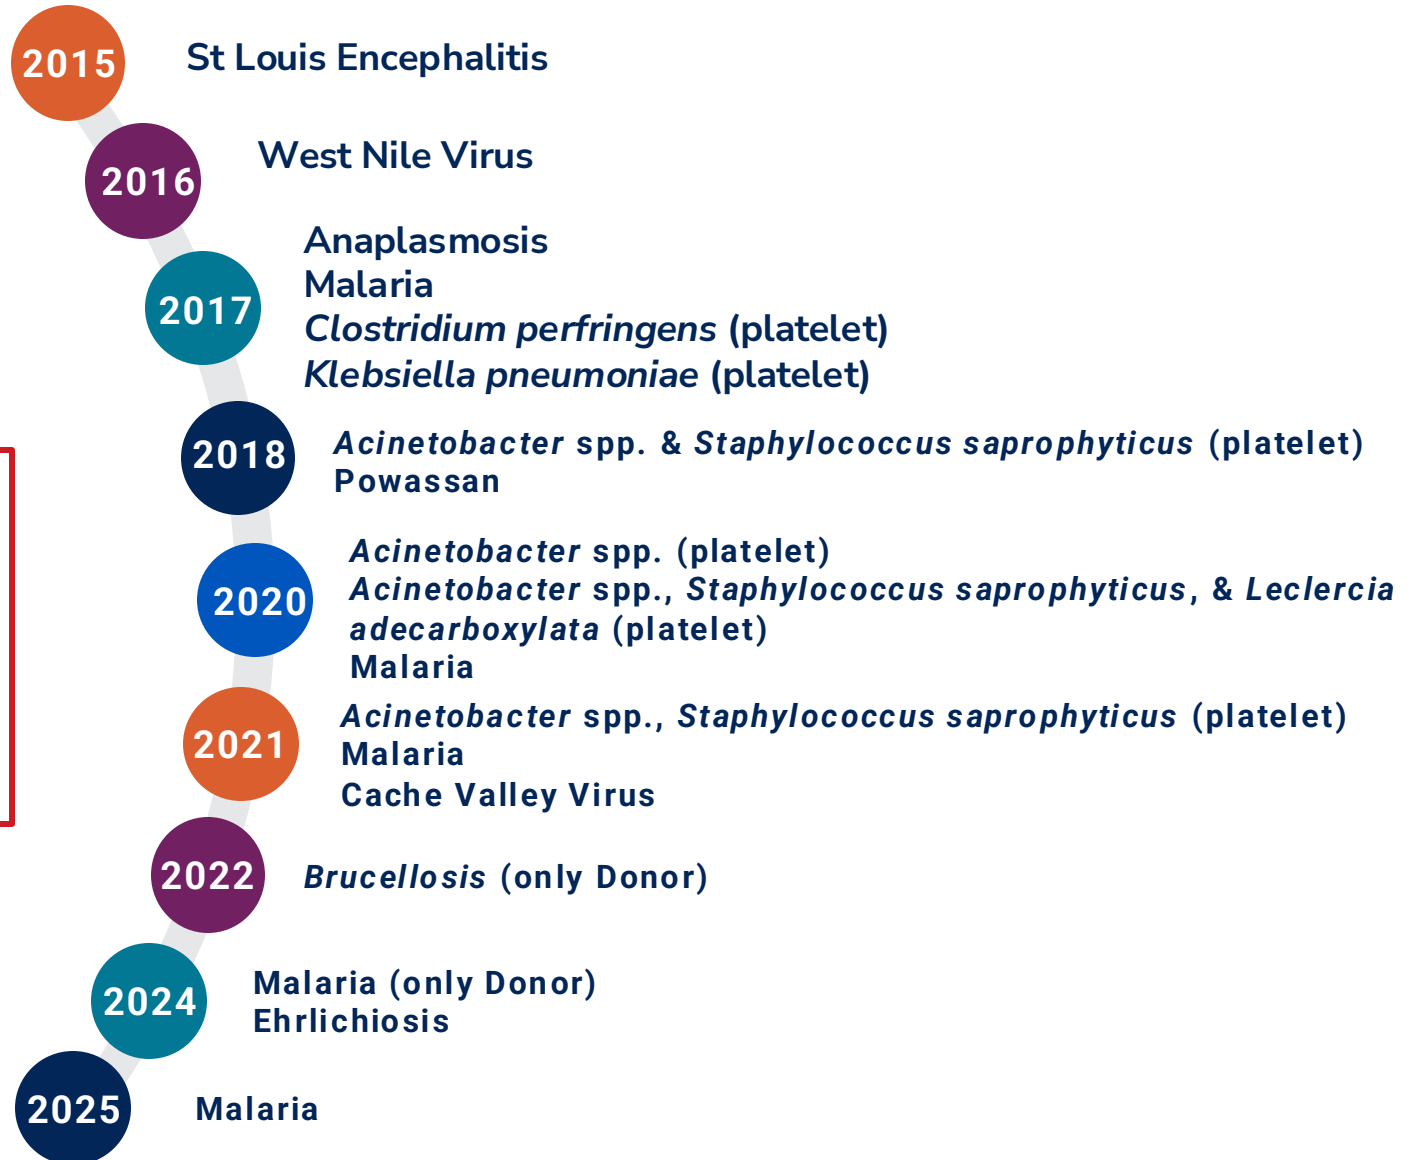 2015
St Louis Encephalitis
2016
West Nile Virus
2017
Anaplasmosis
Malaria
Clostridium perfringens (platelet)
Klebsiella pneumoniae (platelet)
2018
Acinetobacter spp. & Staphylococcus saprophyticus (platelet)
Powassan
2020
Acinetobacter spp. (platelet)
Acinetobacter spp., Staphylococcus saprophyticus, & Leclercia
adecarboxylata (platelet)
Malaria
2021
Acinetobacter spp., Staphylococcus saprophyticus (platelet)
Malaria
Cache Valley Virus
2022
Brucellosis (only Donor)
2024
Malaria (only Donor)
Ehrlichiosis
2025
Malaria